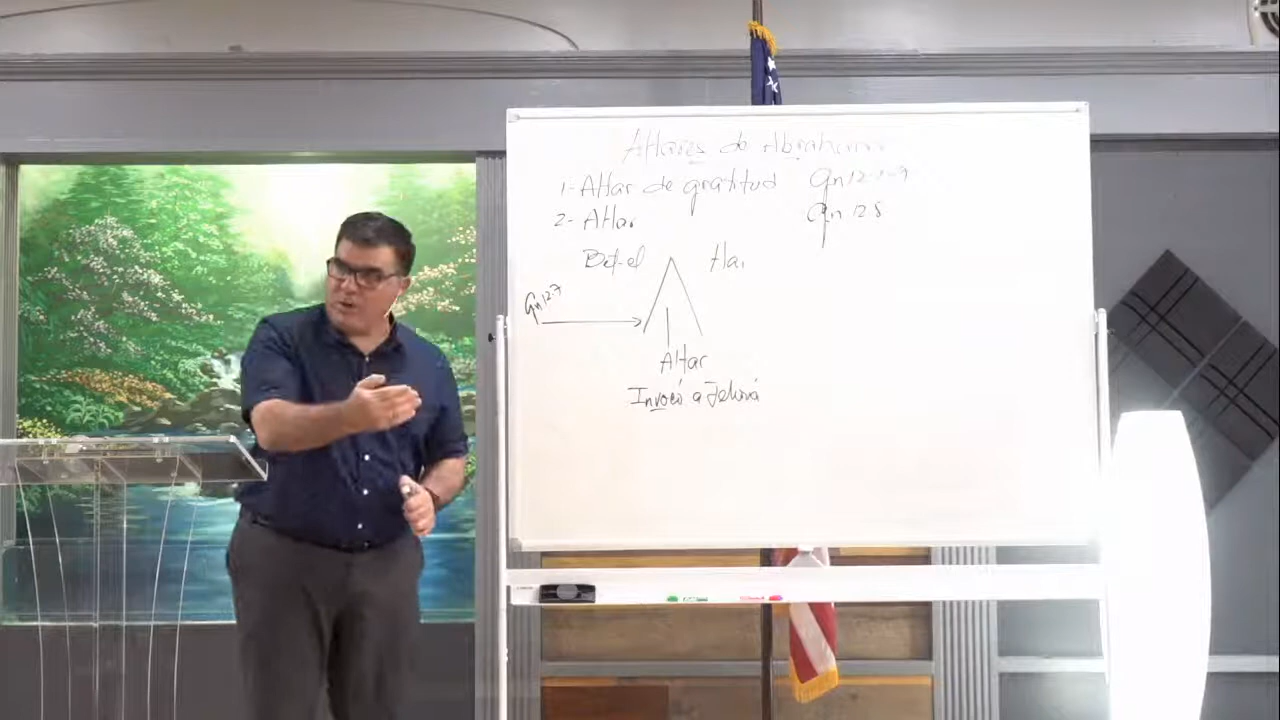 Altares de Abraham
1- Altar de gratitud Gn 12:7-9
2- Altar Gn 12 8
Bet-el Hai
Gn 12:7
Altar
Invocó a Jehová